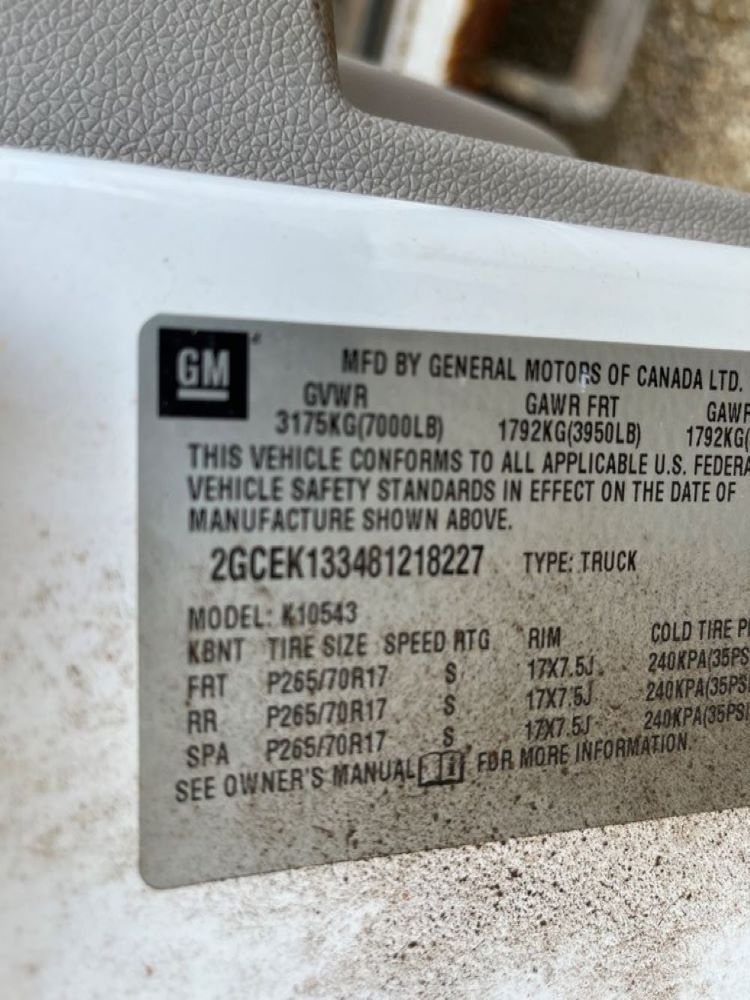 GM
MFD BY GENERAL MOTORS OF CANADA LTD.
GVWR GAWR FRT GAWR
3175KG(7000LB) 1792KG(3950LB) 1792KG(
THIS VEHICLE CONFORMS TO ALL APPLICABLE U.S. FEDERA
VEHICLE SAFETY STANDARDS IN EFFECT ON THE DATE OF
MANUFACTURE SHOWN ABOVE.
2GCEK133481218227 TYPE: TRUCK
MODEL: K10543
KBNT TIRE SIZE SPEED RTG RIM COLD TIRE P
FRT P265/70R17 S 17X7.5J 240KPA(35PS
RR P265/70R17 S 17X7.5J 240KPA(35PSI
SPA P265/70R17 S 17X7.5J 240KPA(35PSI
SEE OWNER'S MANUAL FOR MORE INFORMATION.